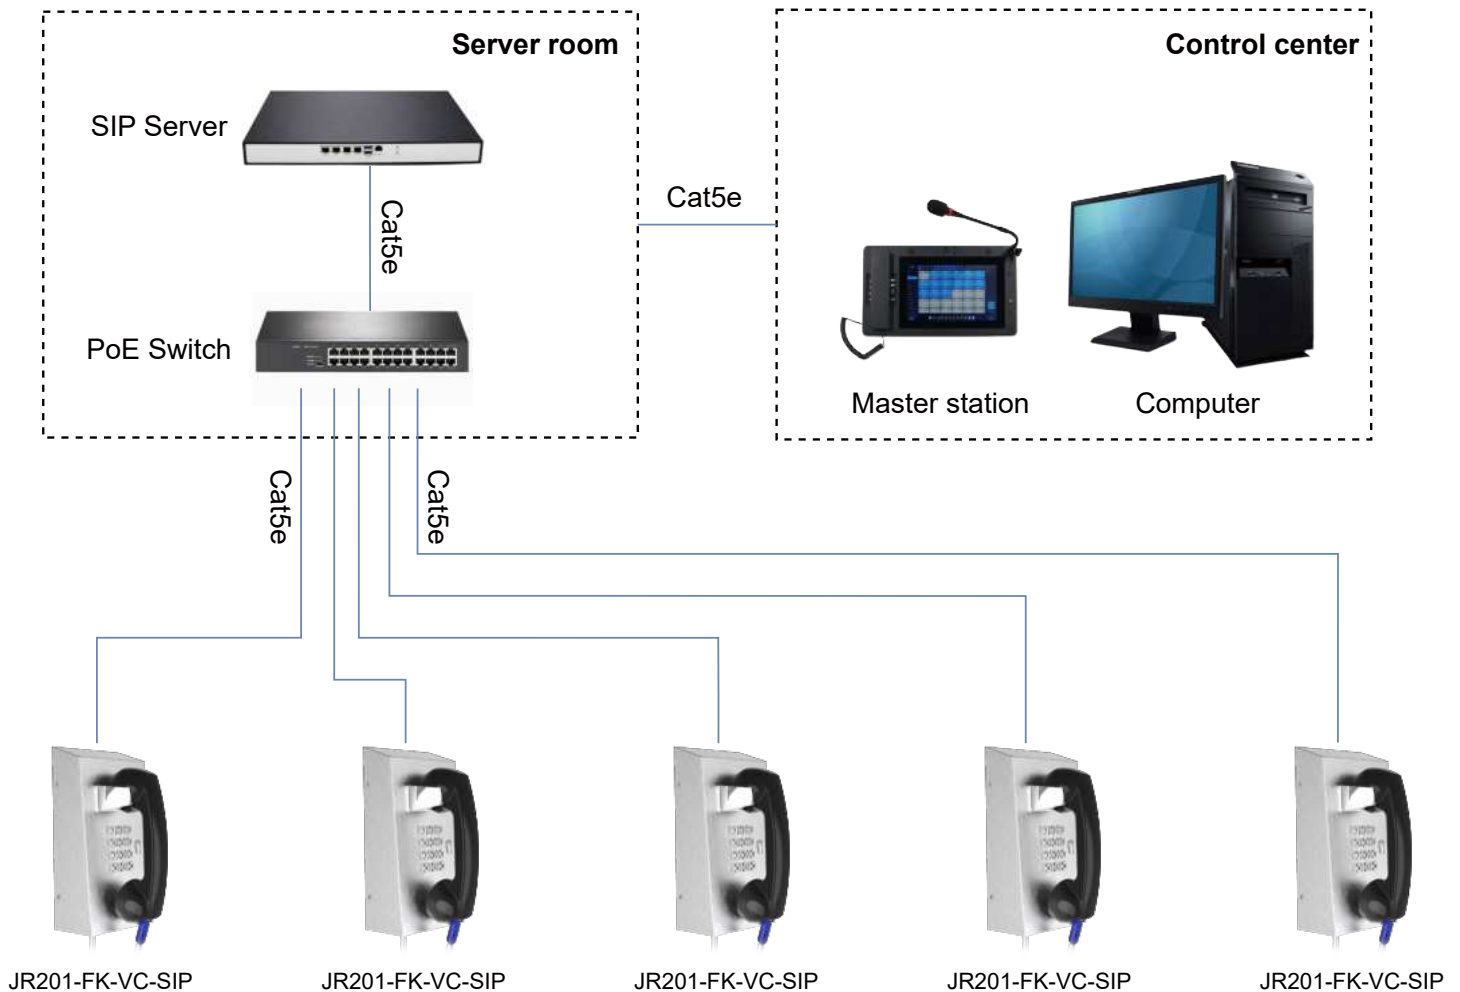 Server room
Control center
SIP Server
Cat5e
Cat5e
PoE Switch
Master station
Computer
Cat5e
Cat5e
JR201-FK-VC-SIP
JR201-FK-VC-SIP
JR201-FK-VC-SIP
JR201-FK-VC-SIP
JR201-FK-VC-SIP